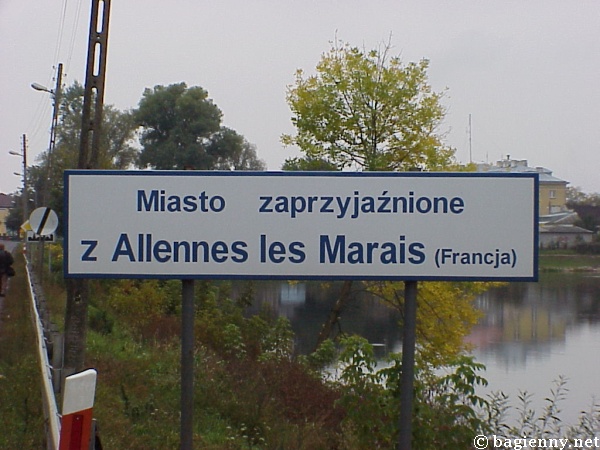 Miasto zaprzyjaźnione
z Allennes les Marais (Francja)
© bagienny.net